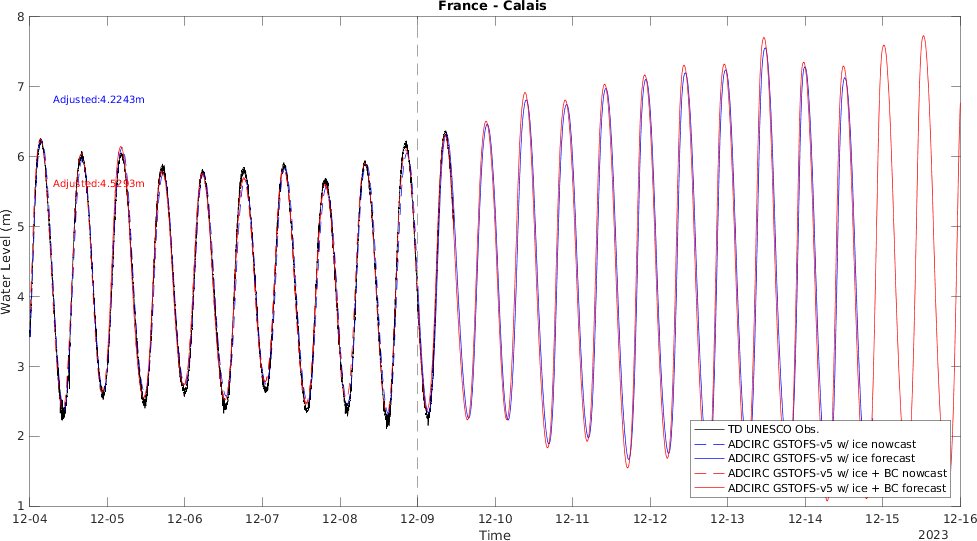 France - Calais
8
7
6
5
4
3
2
1
Water Level (m)
Adjusted:4.2243m
Adjusted:4.5293m
TD UNESCO Obs.
ADCIRC GSTOFS-v5 w/ ice nowcast
ADCIRC GSTOFS-v5 w/ ice forecast
ADCIRC GSTOFS-v5 w/ ice + BC nowcast
ADCIRC GSTOFS-v5 w/ ice + BC forecast
12-04 12-05 12-06 12-07 12-08 12-09 12-10 12-11 12-12 12-13 12-14 12-15 12-16
Time
2023